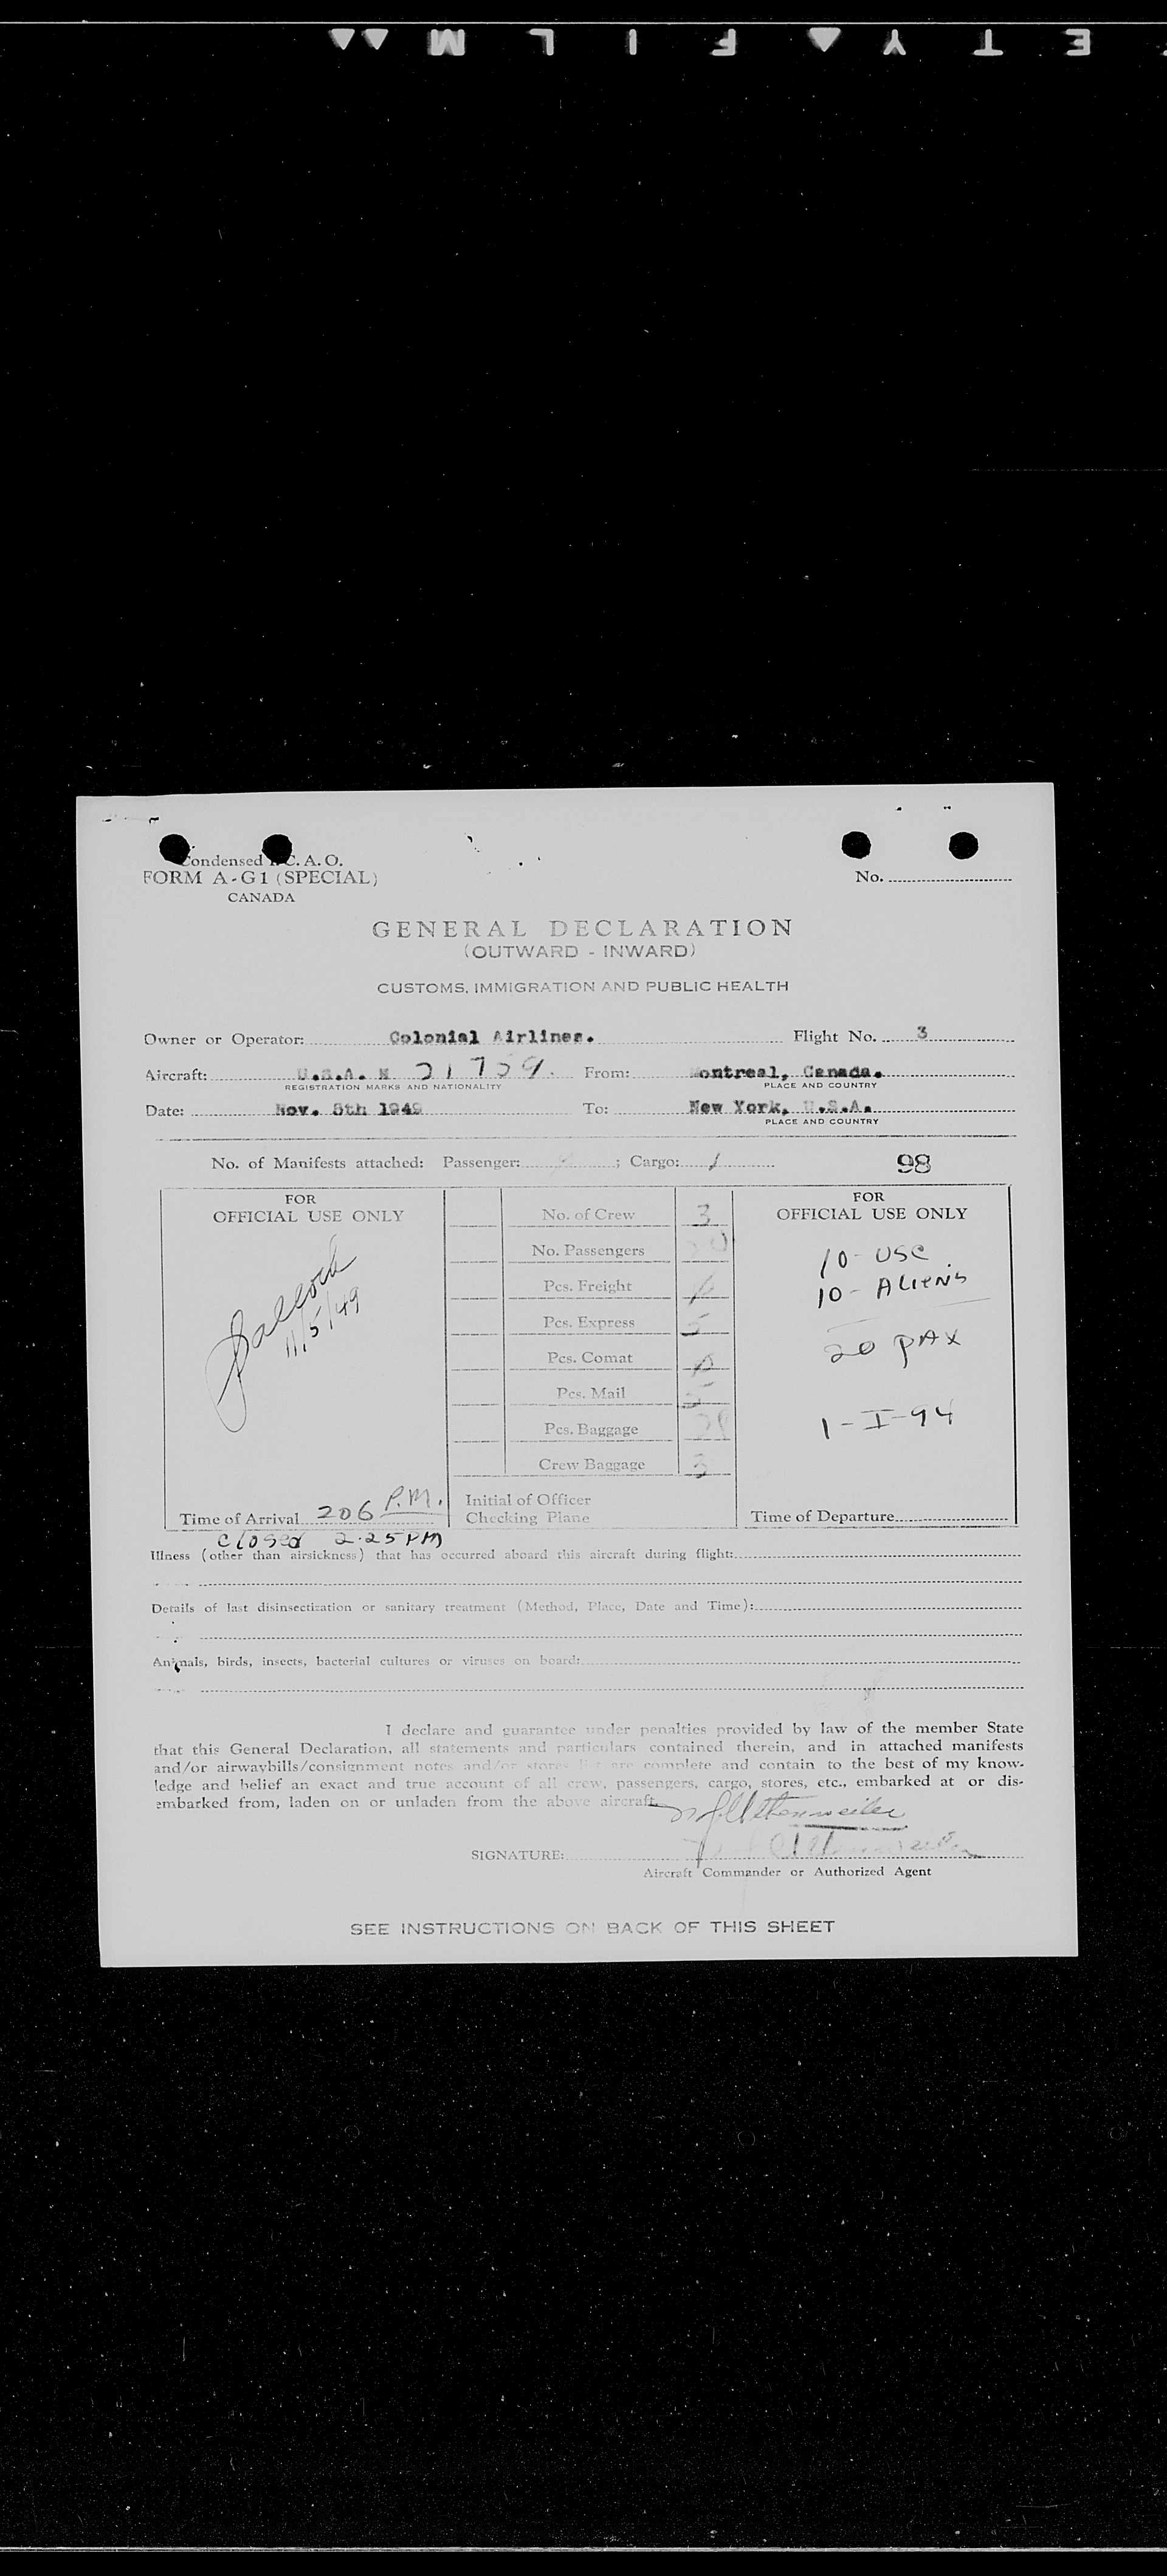 Condensed I. C. A. O.
FORM A-G1 (SPECIAL)
CANADA
No.
GENERAL DECLARATION
(OUTWARD - INWARD)
CUSTOMS, IMMIGRATION AND PUBLIC HEALTH
Owner or Operator: Colonial Airlines. Flight No. 3
Aircraft: U.S.A. N 21759. From: Montreal, Canada.
REGISTRATION MARKS AND NATIONALITY PLACE AND COUNTRY
Date: Nov. 5th 1949 To: New York, U.S.A.
PLACE AND COUNTRY
No. of Manifests attached: Passenger: ; Cargo: 1
98
FOR
OFFICIAL USE ONLY
11/5/49
Time of Arrival 206 P.M.
Closed 2.25 PM
No. of Crew 3
No. Passengers 20
Pcs. Freight
Pcs. Express 5
Pcs. Comat
Pcs. Mail
Pcs. Baggage
Crew Baggage 3
Initial of Officer
Checking Plane
FOR
OFFICIAL USE ONLY
10 - USC
10 - ALIENS
20 PAX
1-I-94
Time of Departure
Illness (other than airsickness) that has occurred aboard this aircraft during flight:
Details of last disinsectization or sanitary treatment (Method, Place, Date and Time):
Animals, birds, insects, bacterial cultures or viruses on board:
I declare and guarantee under penalties provided by law of the member State
that this General Declaration, all statements and particulars contained therein, and in attached manifests
and/or airwaybills/consignment notes and/or stores list are complete and contain to the best of my know-
ledge and belief an exact and true account of all crew, passengers, cargo, stores, etc., embarked at or dis-
embarked from, laden on or unladen from the above aircraft.
SIGNATURE:
Aircraft Commander or Authorized Agent
SEE INSTRUCTIONS ON BACK OF THIS SHEET